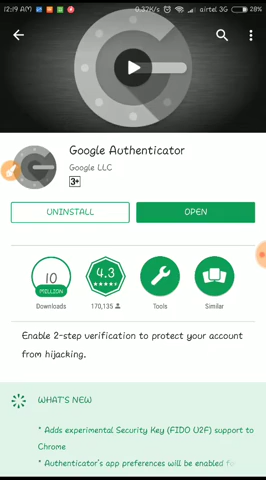 12:19 AM
0.37K/s
airtel 3G
28%
Google Authenticator
Google LLC
3+
UNINSTALL
OPEN
10
MILLION
Downloads
4.3
170,135
Tools
Similar
Enable 2-step verification to protect your account
from hijacking.
WHAT'S NEW
* Adds experimental Security Key (FIDO U2F) support to
Chrome
* Authenticator's app preferences will be enabled